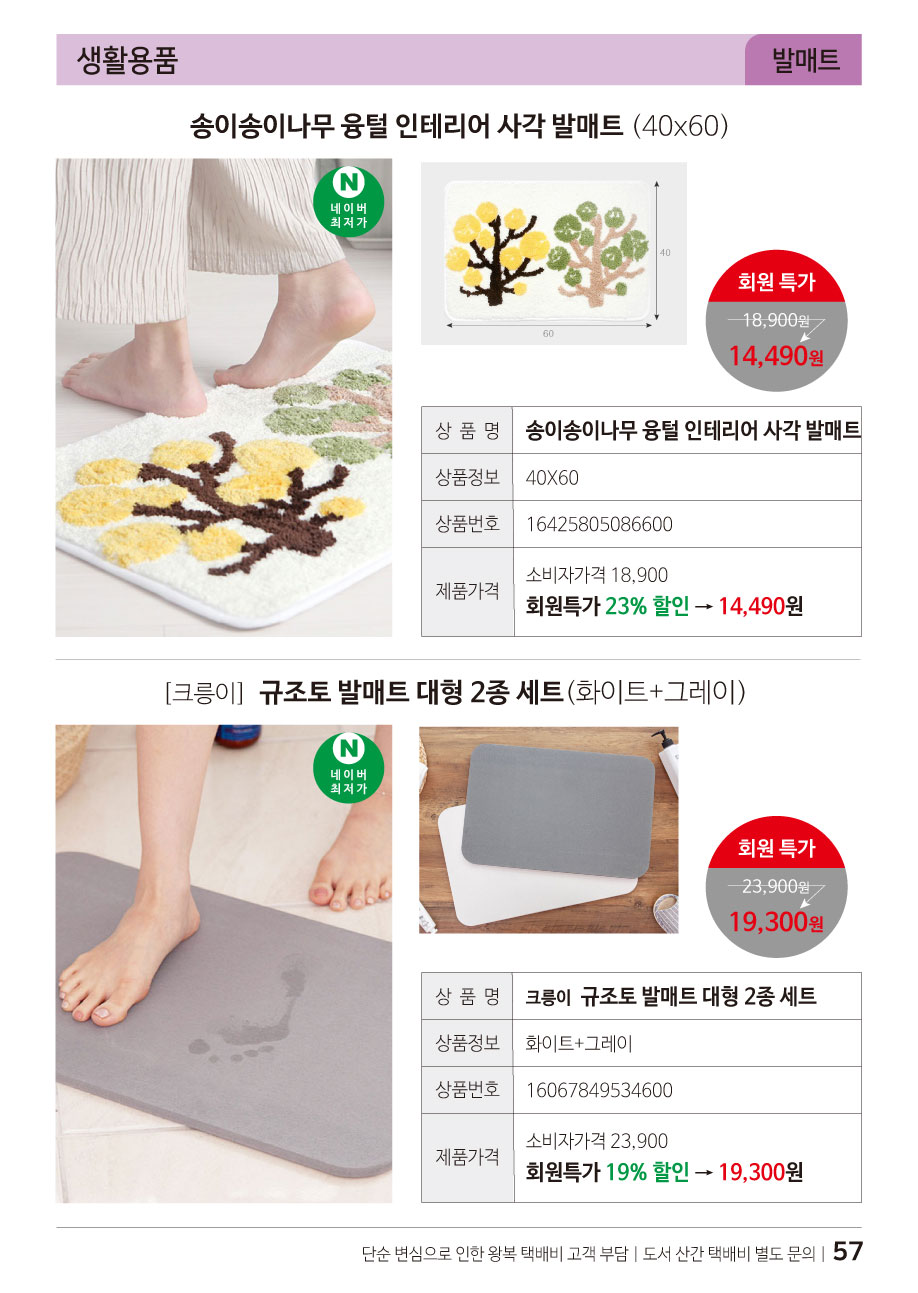 생활용품
발매트
송이송이나무 융털 인테리어 사각 발매트 (40x60)
N
네이버
최저가
40
60
회원 특가
18,900원
14,490원
상 품 명 송이송이나무 융털 인테리어 사각 발매트
상품정보 40X60
상품번호 16425805086600
제품가격 소비자가격 18,900
회원특가 23% 할인 → 14,490원
[크릉이] 규조토 발매트 대형 2종 세트(화이트+그레이)
N
네이버
최저가
회원 특가
23,900원
19,300원
상 품 명 크릉이 규조토 발매트 대형 2종 세트
상품정보 화이트+그레이
상품번호 16067849534600
제품가격 소비자가격 23,900
회원특가 19% 할인 → 19,300원
단순 변심으로 인한 왕복 택배비 고객 부담 | 도서 산간 택배비 별도 문의 | 57